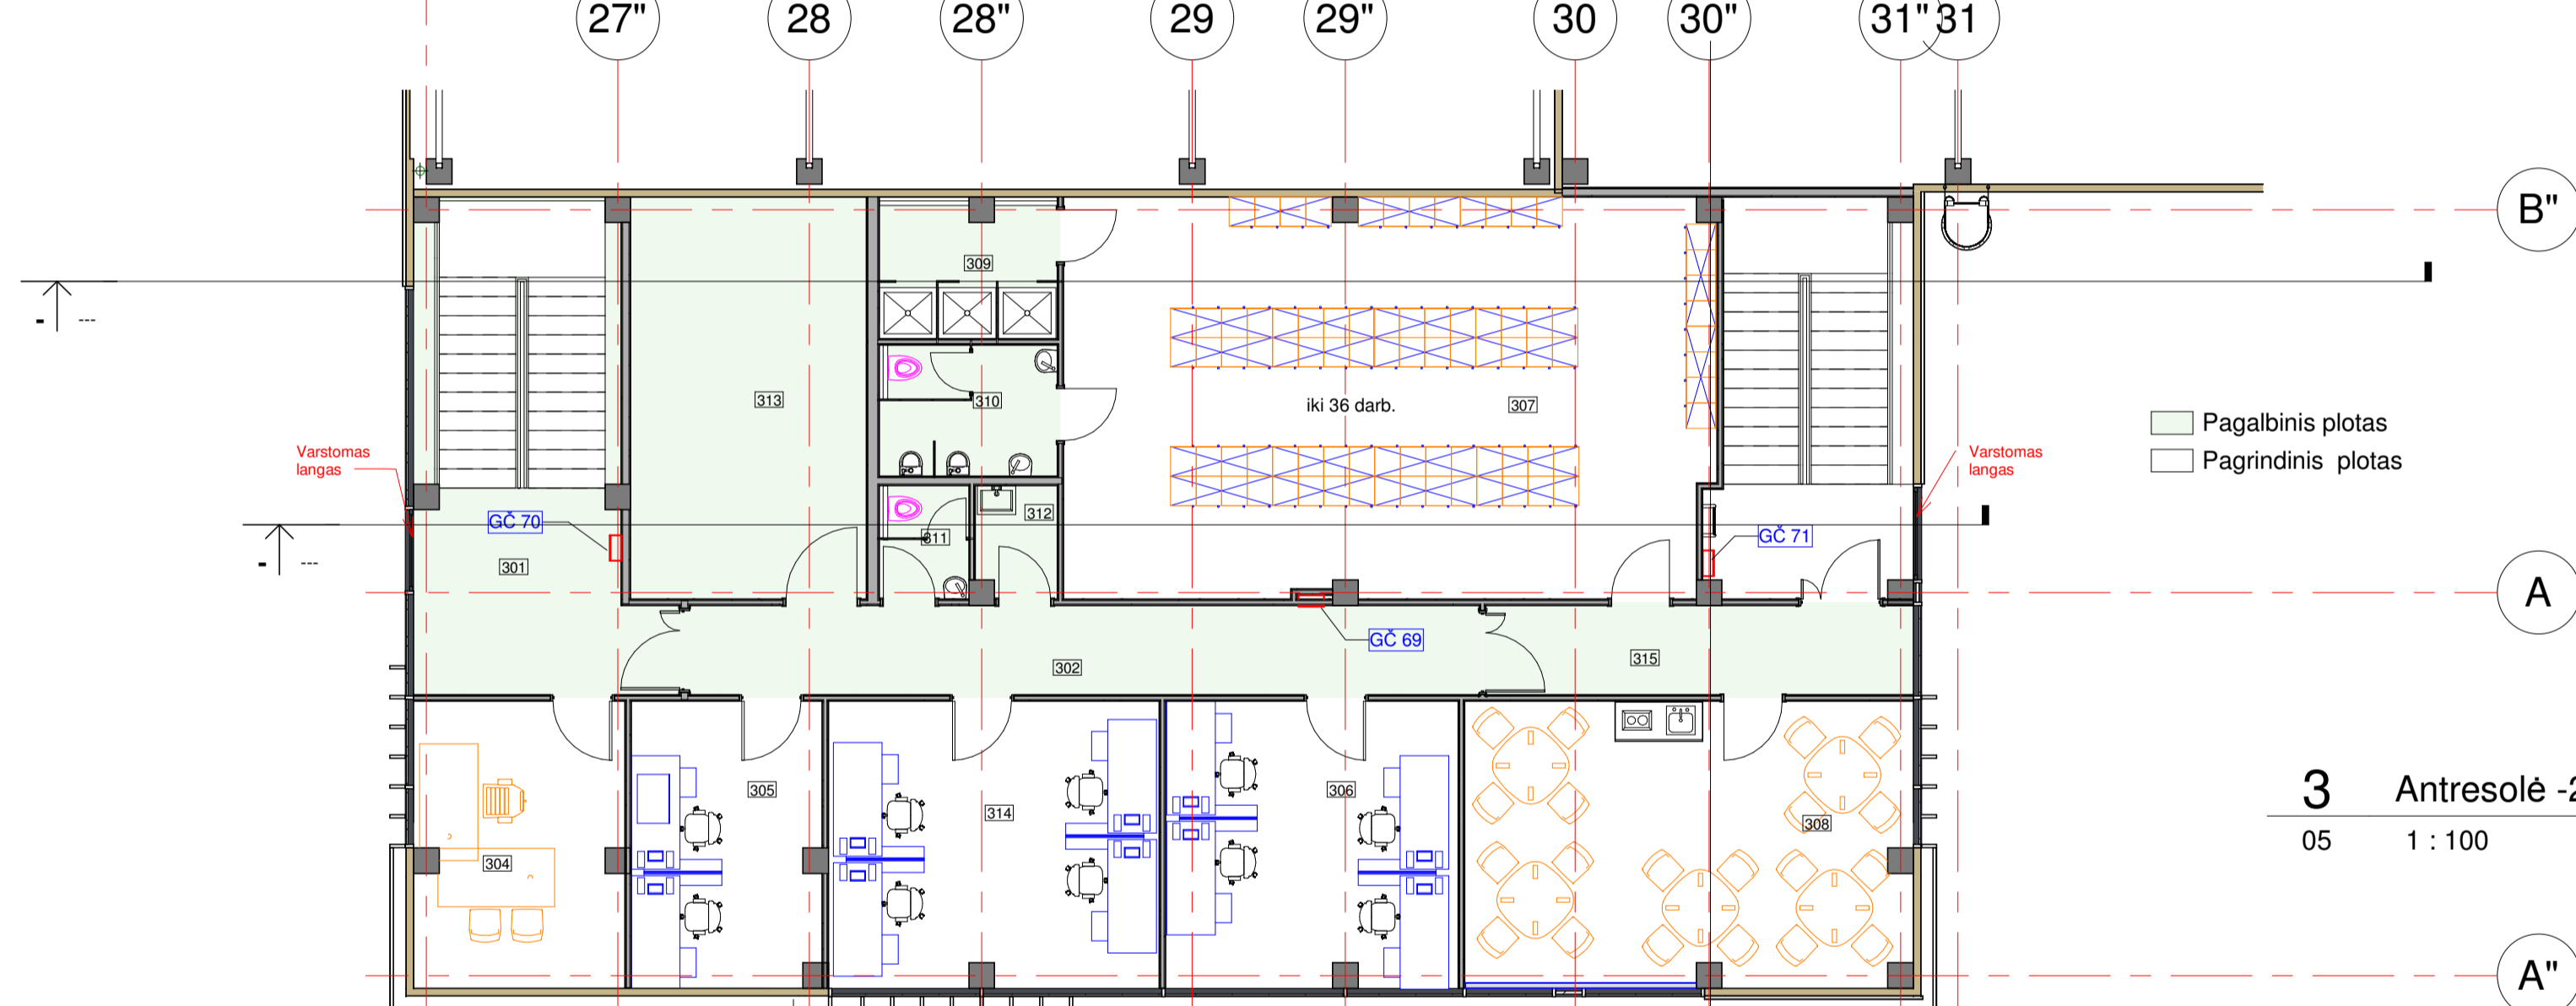 27" 28 28" 29 29" 30 30" 31" 31
B"
309
313
310
iki 36 darb.
307
Pagalbinis plotas
Pagrindinis plotas
Varstomas
langas
Varstomas
langas
- ---
GČ 70
312
311
GČ 71
- ---
301
A
GČ 69
302
315
305
306
314
308
304
3 Antresolė -2
05 1 : 100
A"